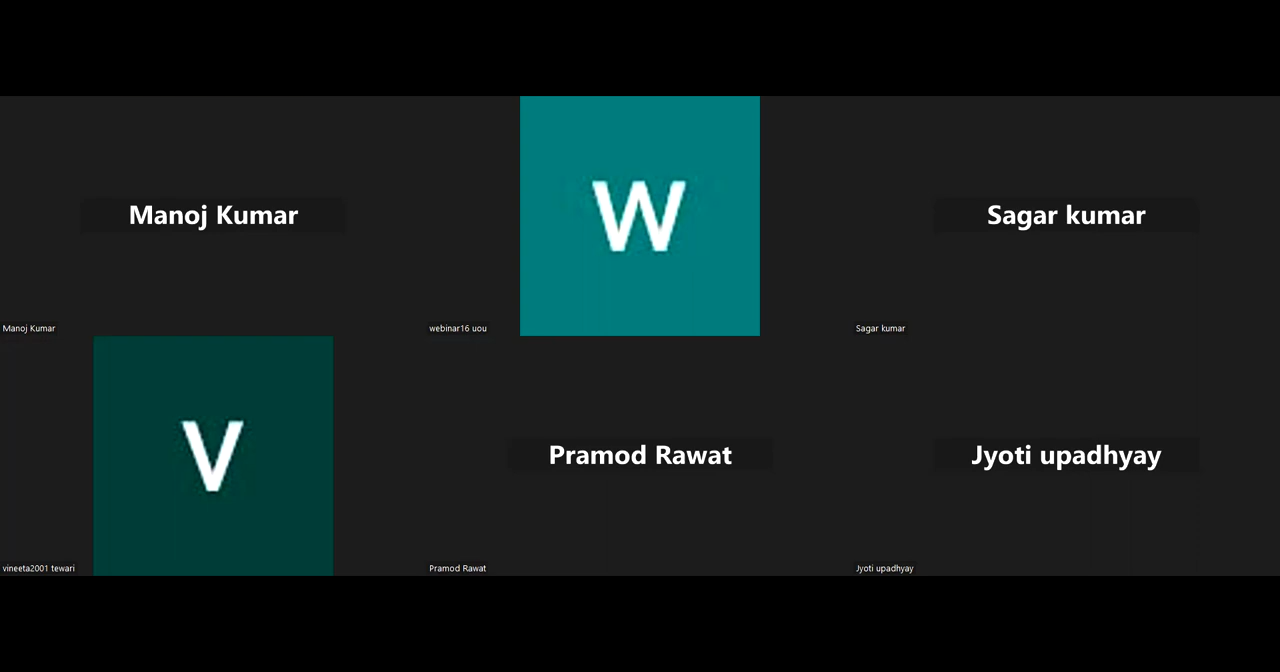 Manoj Kumar
W
Sagar kumar
Manoj Kumar
webinar16 uou
Sagar kumar
V
Pramod Rawat
Jyoti upadhyay
vineeta2001 tewari
Pramod Rawat
Jyoti upadhyay